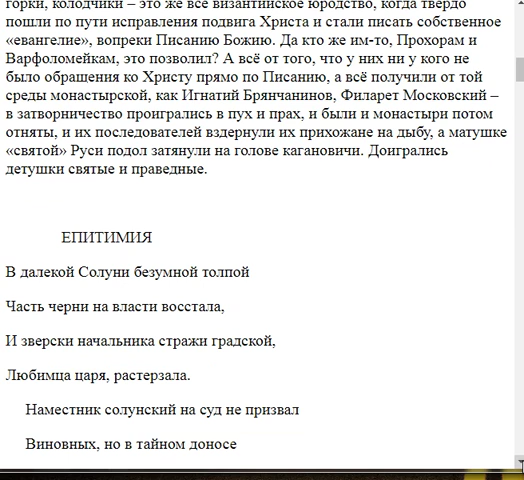 горки, колодчики – это же всё византийское юродство, когда твердо
пошли по пути исправления подвига Христа и стали писать собственное
«евангелие», вопреки Писанию Божию. Да кто же им-то, Прохорам и
Варфоломейкам, это позволил? А всё от того, что у них ни у кого не
было обращения ко Христу прямо по Писанию, а всё получили от той
среды монастырской, как Игнатий Брянчанинов, Филарет Московский –
в затворничество проигрались в пух и прах, и были и монастыри потом
отняты, и их последователей вздернули их прихожане на дыбу, а матушке
«святой» Руси подол затянули на голове кагановичи. Доигрались
детушки святые и праведные.
ЕПИТИМИЯ
В далекой Солуни безумной толпой
Часть черни на власти восстала,
И зверски начальника стражи градской,
Любимца царя, растерзала.
Наместник солунский на суд не призвал
Виновных, но в тайном доносе